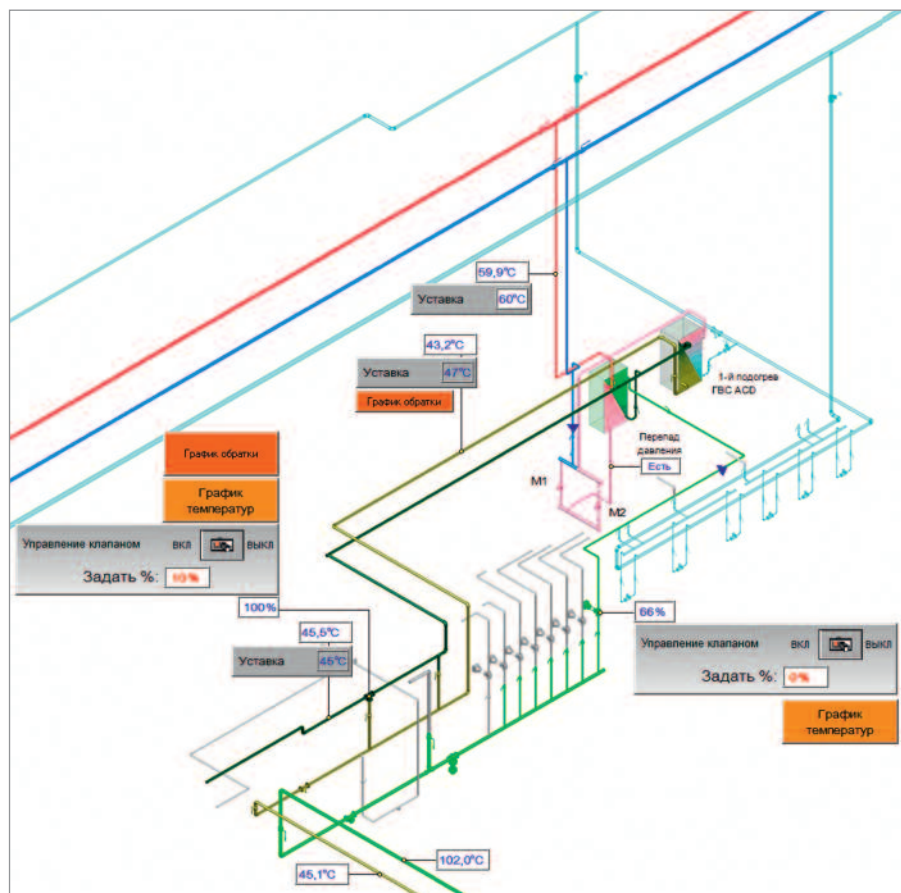 59,9°C
Уставка 60°C
43,2°C
Уставка 47°C
График обратки
1-й подогрев
ГВС ACD
Перепад
давления
Есть
М1
М2
График обратки
График
температур
Управление клапаном ВКЛ ВЫКЛ
Задать %: 10%
100%
45,5°C
Уставка 45°C
66%
Управление клапаном ВКЛ ВЫКЛ
Задать %: 0%
График
температур
102,0°C
45,1°C